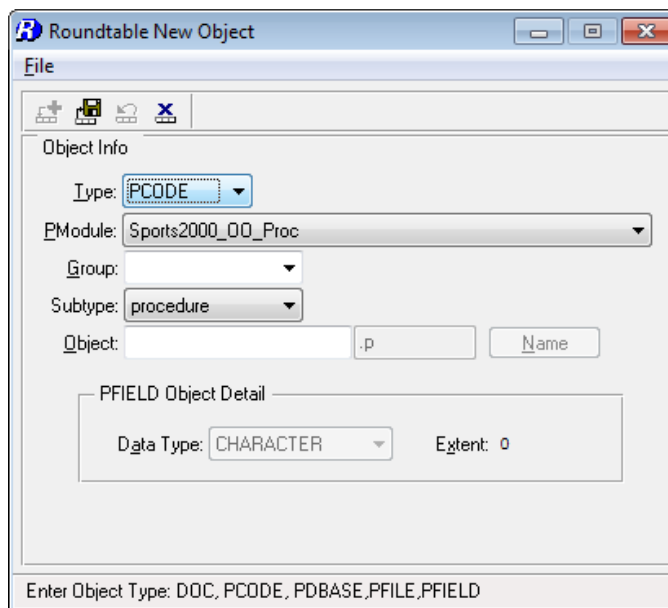 Roundtable New Object
File
Object Info
Type: PCODE
PModule: Sports2000_OO_Proc
Group:
Subtype: procedure
Object: .p Name
PFIELD Object Detail
Data Type: CHARACTER Extent: 0
Enter Object Type: DOC, PCODE, PDBASE,PFILE,PFIELD